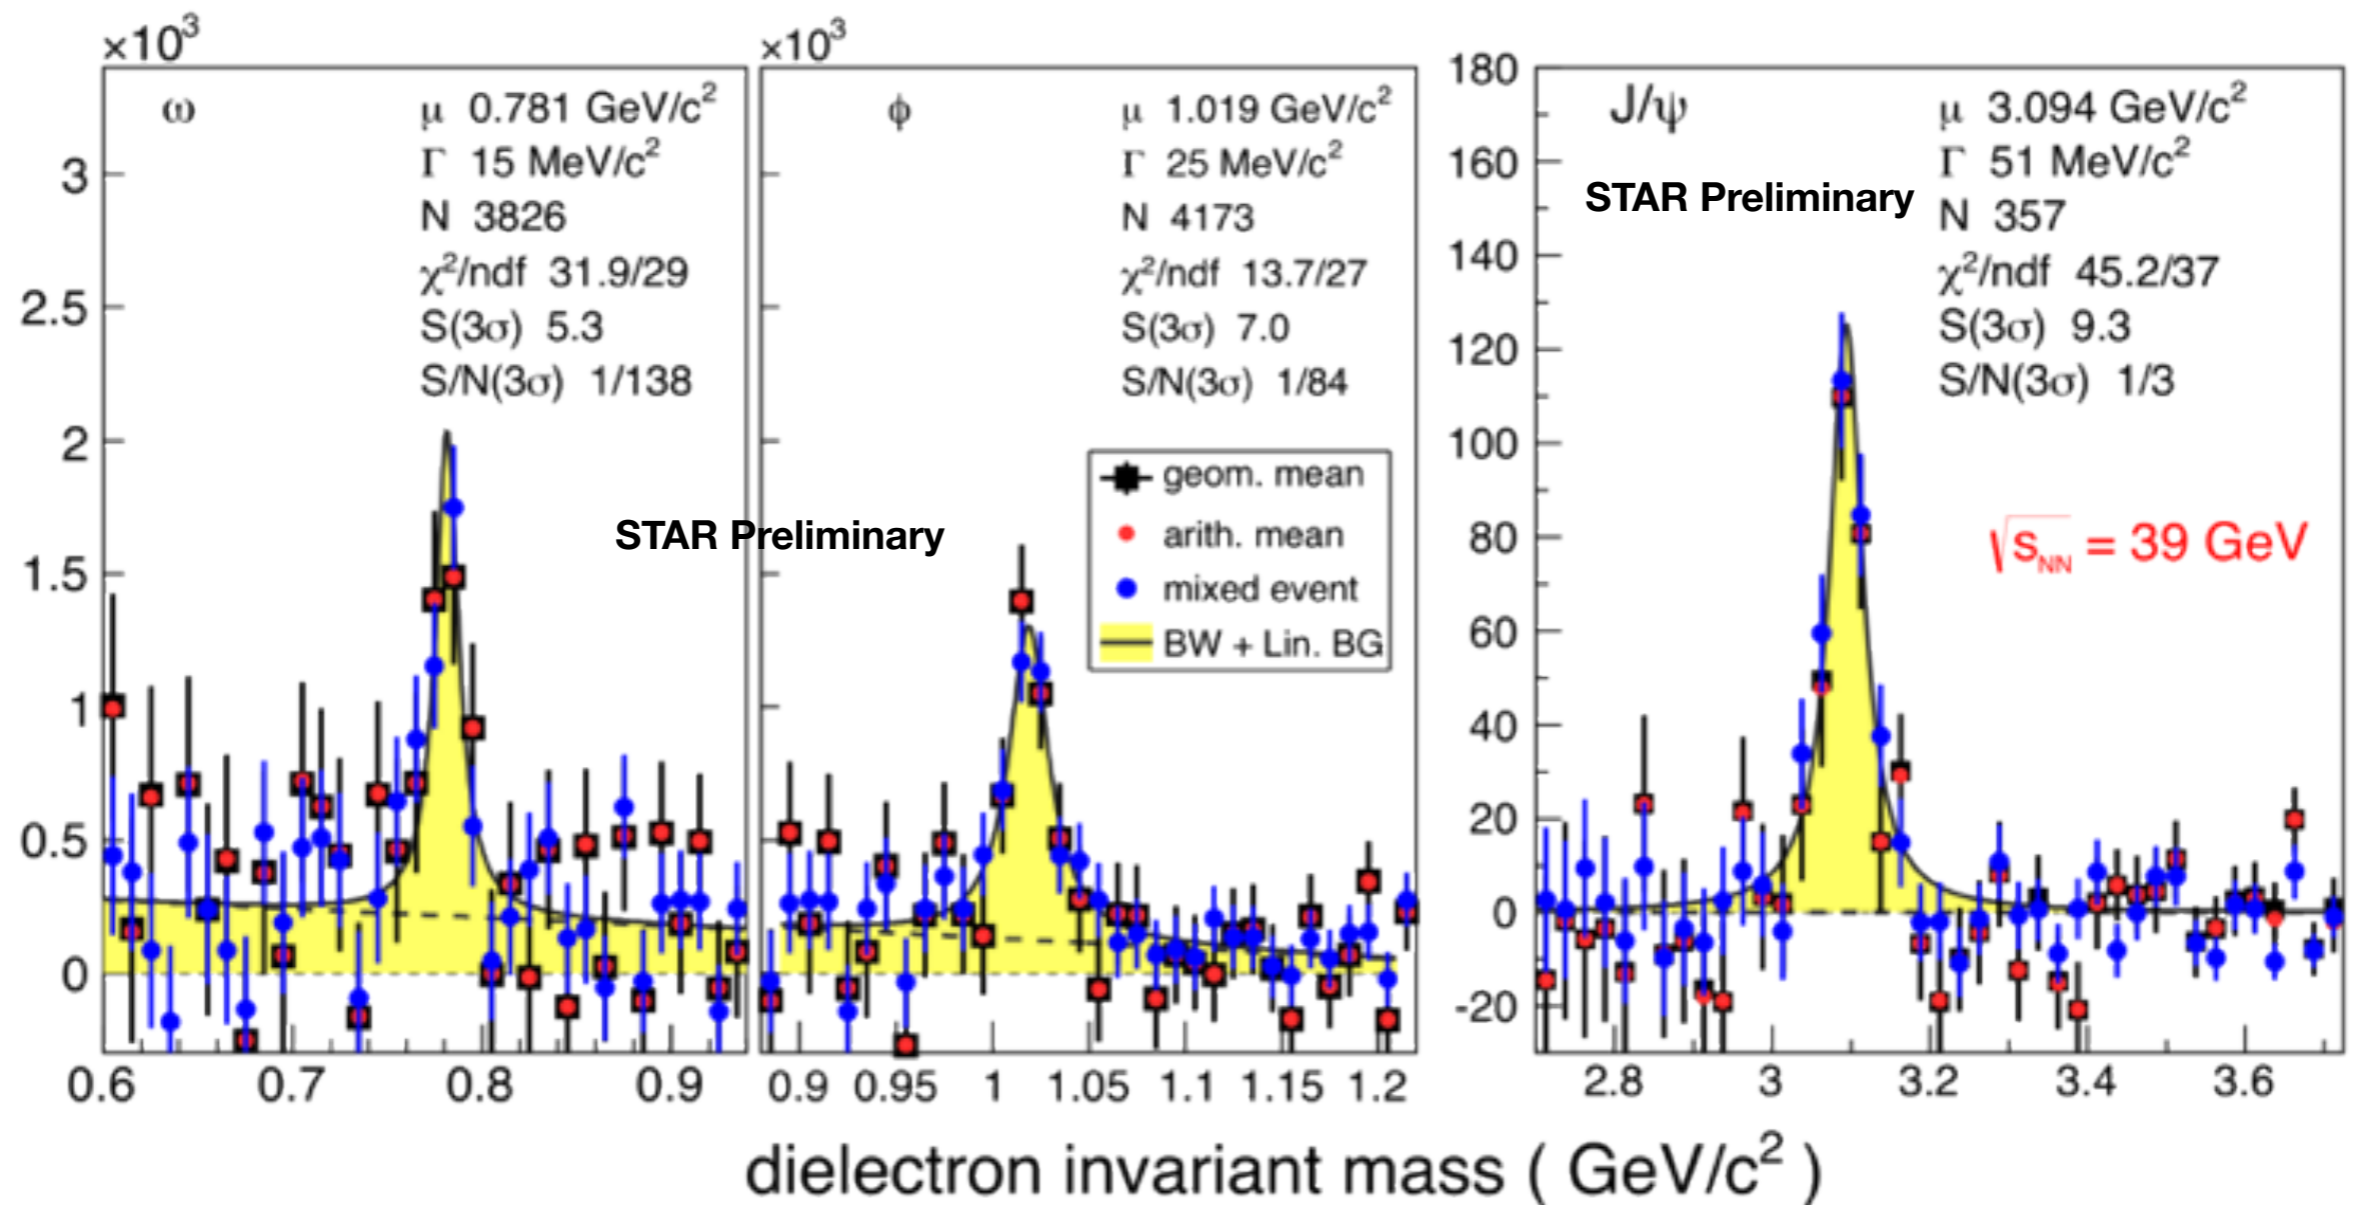 ×10³
ω
μ 0.781 GeV/c²
Γ 15 MeV/c²
N 3826
χ²/ndf 31.9/29
S(3σ) 5.3
S/N(3σ) 1/138
3
2.5
2
1.5
1
0.5
0
0.6 0.7 0.8 0.9
STAR Preliminary
×10³
ϕ
μ 1.019 GeV/c²
Γ 25 MeV/c²
N 4173
χ²/ndf 13.7/27
S(3σ) 7.0
S/N(3σ) 1/84
geom. mean
arith. mean
mixed event
BW + Lin. BG
0.9 0.95 1 1.05 1.1 1.15 1.2
180
160
140
120
100
80
60
40
20
0
-20
J/ψ
STAR Preliminary
μ 3.094 GeV/c²
Γ 51 MeV/c²
N 357
χ²/ndf 45.2/37
S(3σ) 9.3
S/N(3σ) 1/3
√s_NN = 39 GeV
2.8 3 3.2 3.4 3.6
dielectron invariant mass ( GeV/c² )